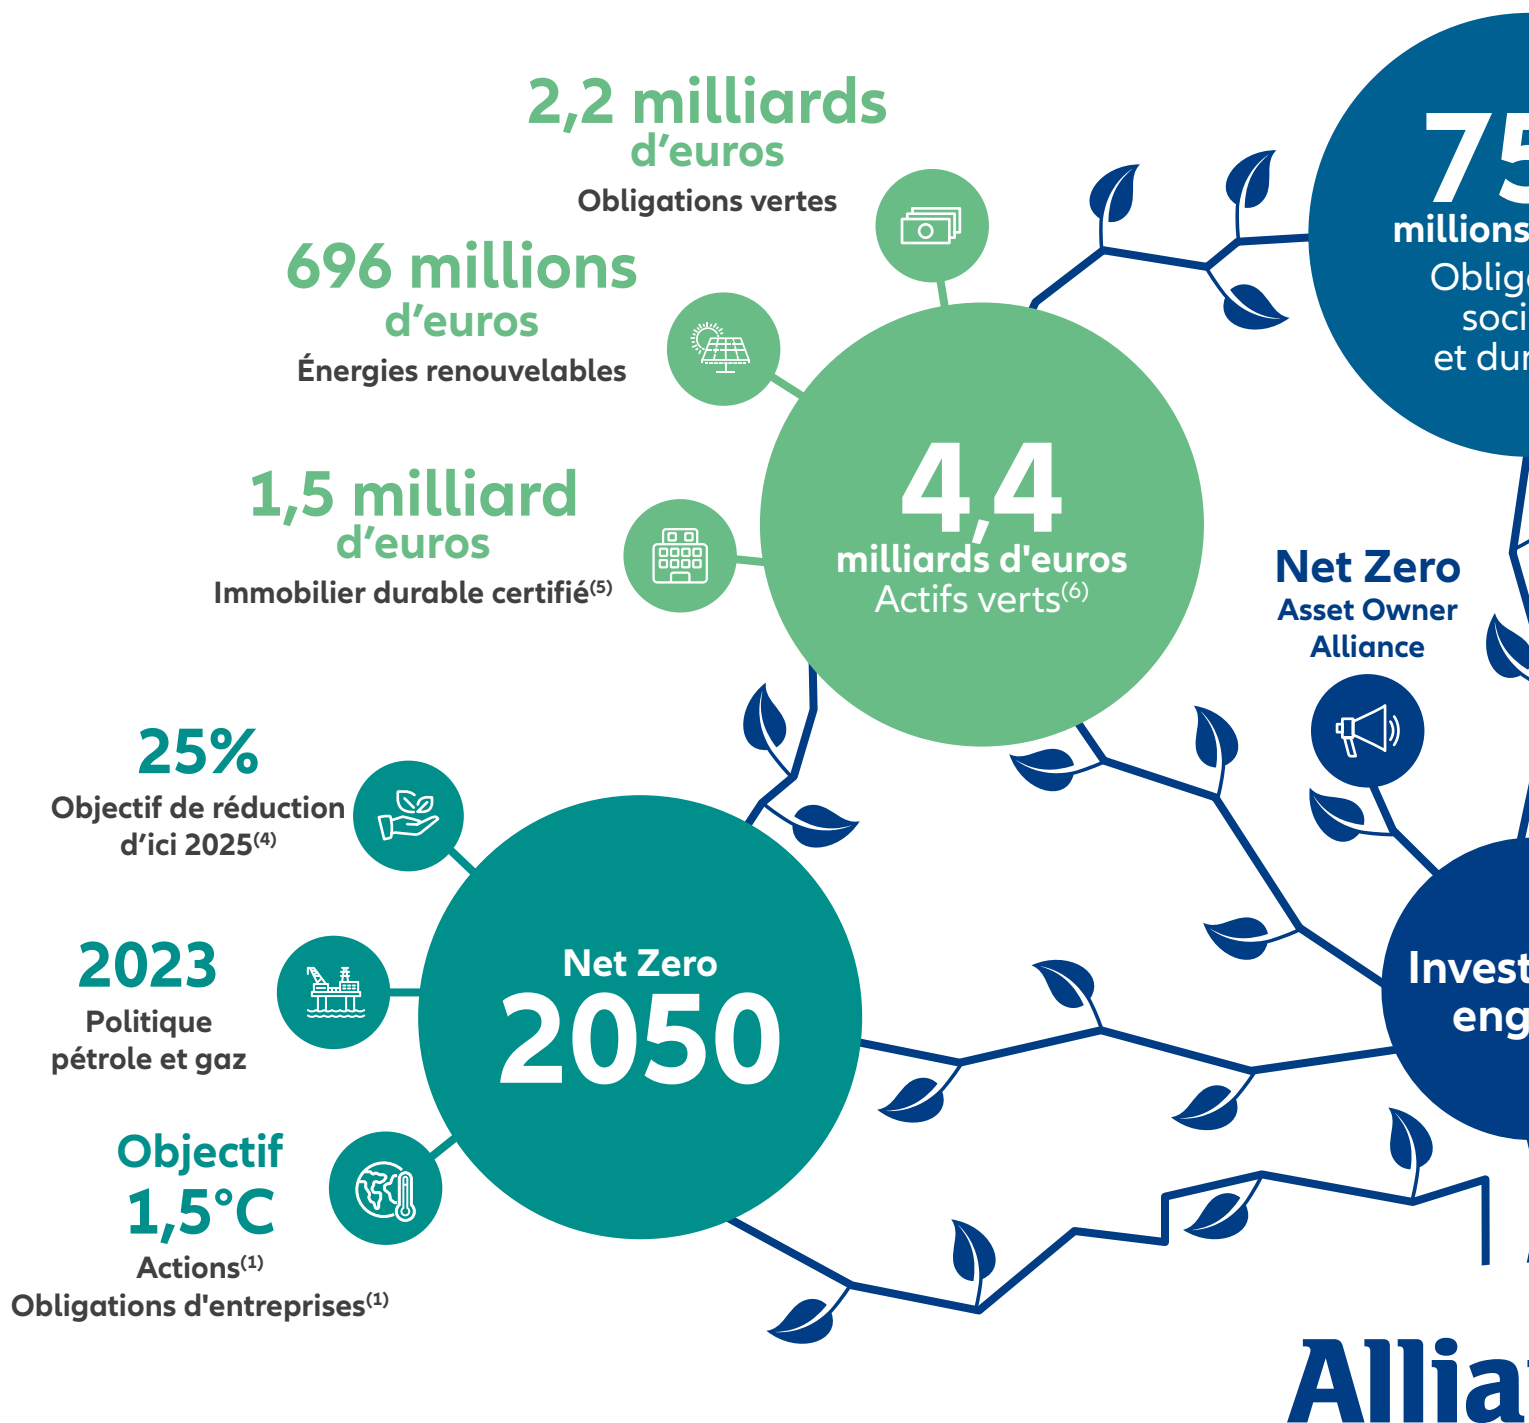 2,2 milliards
d’euros
Obligations vertes
696 millions
d’euros
Énergies renouvelables
1,5 milliard
d’euros
Immobilier durable certifié(5)
4,4
milliards d'euros
Actifs verts(6)
millions
et
Net Zero
Asset Owner
Alliance
25%
Objectif de réduction
d’ici 2025(4)
2023
Politique
pétrole et gaz
Objectif
1,5°C
Actions(1)
Obligations d'entreprises(1)
Net Zero
2050